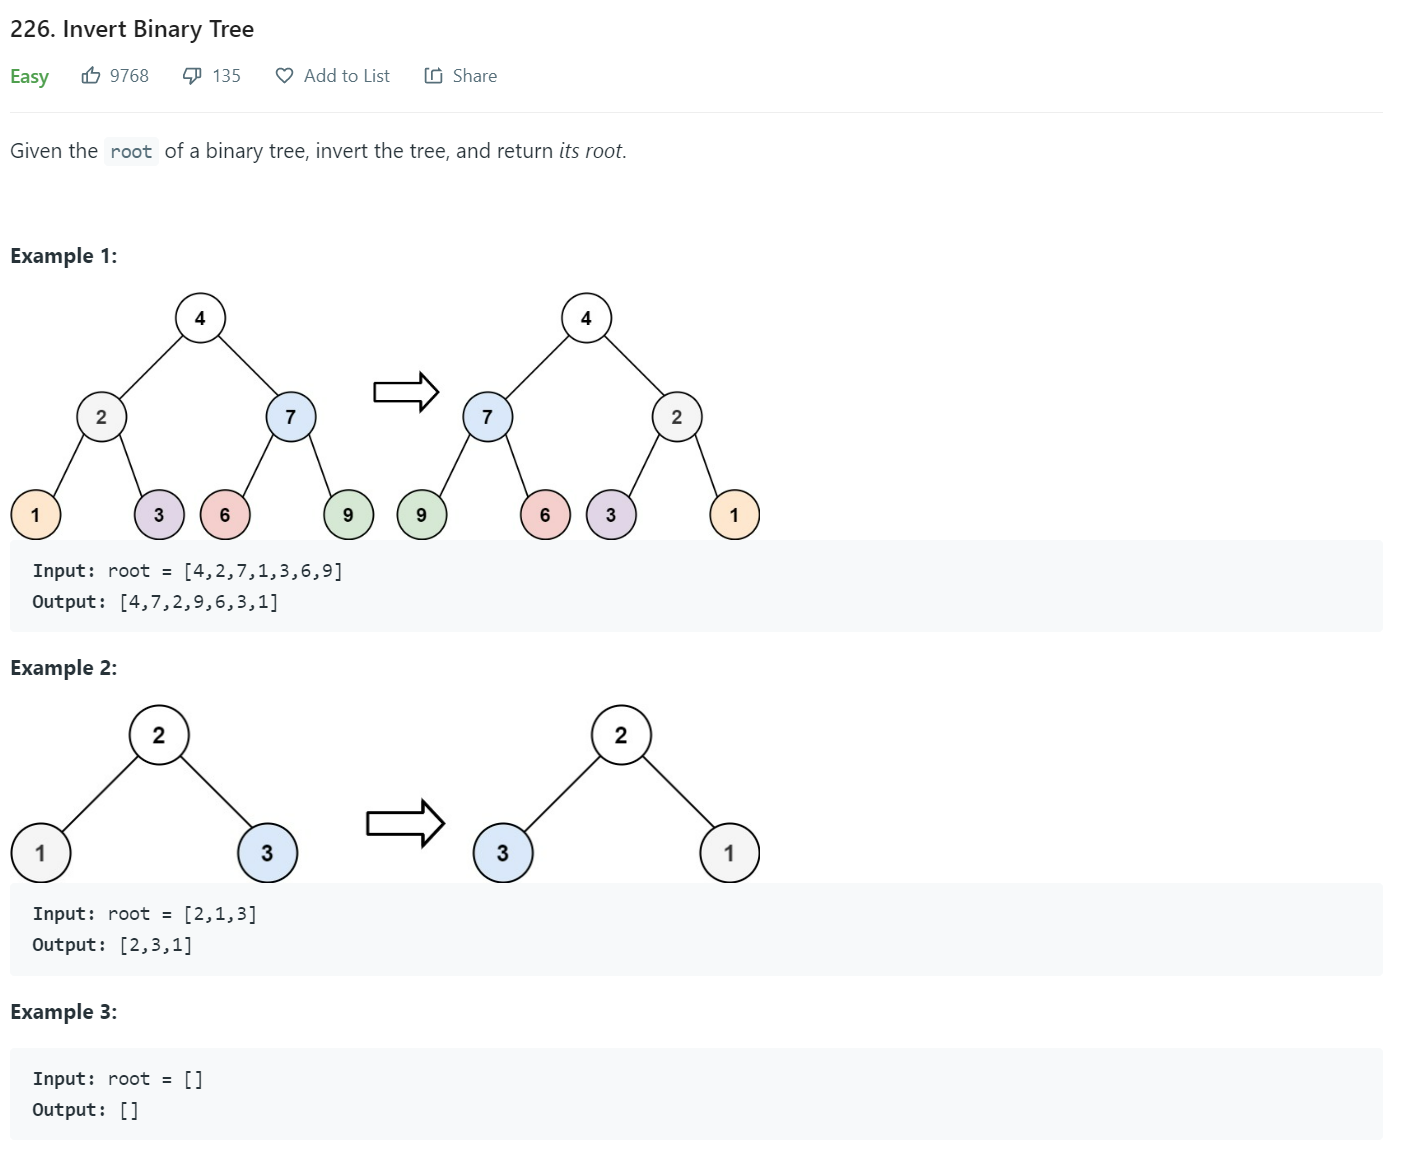 226. Invert Binary Tree
Easy 9768 135 Add to List Share
Given the root of a binary tree, invert the tree, and return its root.
Example 1:
4 4
2 7 7 2
1 3 6 9 9 6 3 1
Input: root = [4,2,7,1,3,6,9]
Output: [4,7,2,9,6,3,1]
Example 2:
2 2
1 3 3 1
Input: root = [2,1,3]
Output: [2,3,1]
Example 3:
Input: root = []
Output: []